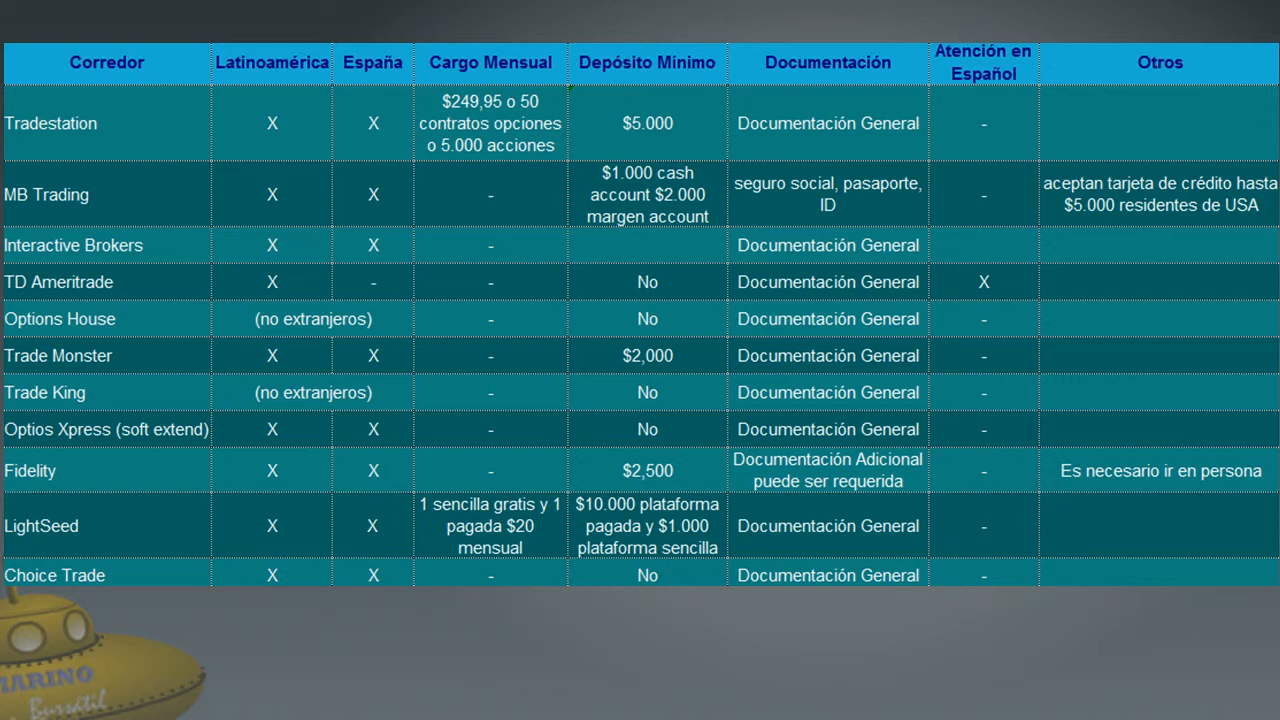 Corredor Latinoamérica España Cargo Mensual Depósito Mínimo Documentación Atención en Español Otros
Tradestation X X $249,95 o 50 contratos opciones o 5.000 acciones $5.000 Documentación General -
MB Trading X X - $1.000 cash account $2.000 margen account seguro social, pasaporte, ID - aceptan tarjeta de crédito hasta $5.000 residentes de USA
Interactive Brokers X X - Documentación General
TD Ameritrade X - - No Documentación General X
Options House (no extranjeros) - No Documentación General -
Trade Monster X X - $2,000 Documentación General -
Trade King (no extranjeros) - No Documentación General -
Optios Xpress (soft extend) X X - No Documentación General -
Fidelity X X - $2,500 Documentación Adicional puede ser requerida - Es necesario ir en persona
LightSeed X X 1 sencilla gratis y 1 pagada $20 mensual $10.000 plataforma pagada y $1.000 plataforma sencilla Documentación General -
Choice Trade X X - No Documentación General -
MARINO
Bursátil